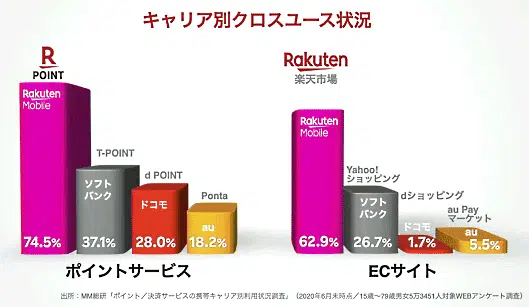 キャリア別クロスユース状況
R
POINT
Rakuten
Mobile
74.5%
T-POINT
ソフト
バンク
37.1%
d POINT
ドコモ
28.0%
Ponta
au
18.2%
ポイントサービス
Rakuten
楽天市場
Rakuten
Mobile
62.9%
Yahoo!
ショッピング
ソフト
バンク
26.7%
dショッピング
ドコモ
1.7%
au Pay
マーケット
au
5.5%
ECサイト
出所：MM総研「ポイント／決済サービスの携帯キャリア別利用状況調査」（2020年6月末時点／15歳〜79歳男女5万3451人対象WEBアンケート調査）